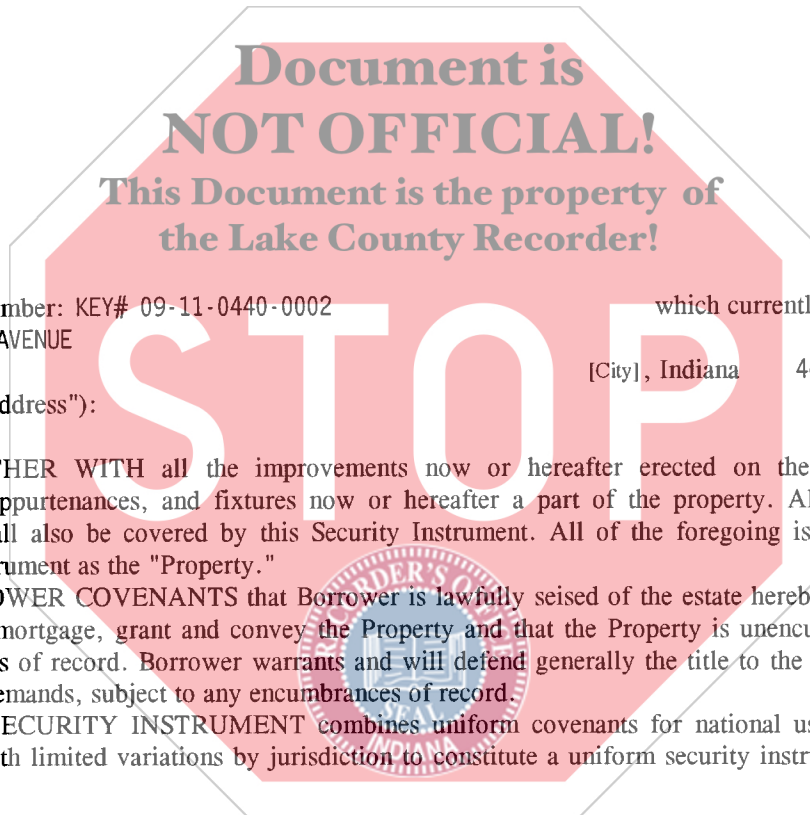 Document is
NOT OFFICIAL!
This Document is the property of
the Lake County Recorder!
mber: KEY# 09-11-0440-0002 which currentl
AVENUE
[City], Indiana 4
ddress"):
STOP
HER WITH all the improvements now or hereafter erected on the
ppurtenances, and fixtures now or hereafter a part of the property. Al
ll also be covered by this Security Instrument. All of the foregoing is
rument as the "Property."
OWER COVENANTS that Borrower is lawfully seised of the estate hereb
mortgage, grant and convey the Property and that the Property is unencu
s of record. Borrower warrants and will defend generally the title to the
emands, subject to any encumbrances of record.
ECURITY INSTRUMENT combines uniform covenants for national us
th limited variations by jurisdiction to constitute a uniform security instr
RECORDER'S OFFICE
SEAL
INDIANA